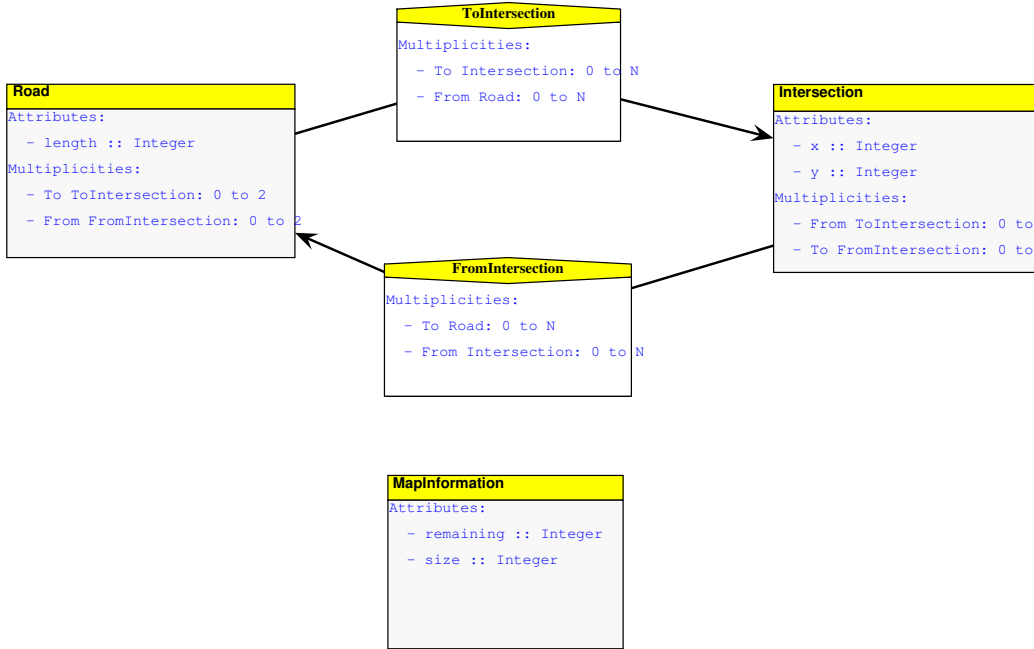 ToIntersection
Multiplicities:
- To Intersection: 0 to N
- From Road: 0 to N
Road
Attributes:
- length :: Integer
Multiplicities:
- To ToIntersection: 0 to 2
- From FromIntersection: 0 to 2
Intersection
Attributes:
- x :: Integer
- y :: Integer
Multiplicities:
- From ToIntersection: 0 to
- To FromIntersection: 0 to
FromIntersection
Multiplicities:
- To Road: 0 to N
- From Intersection: 0 to N
MapInformation
Attributes:
- remaining :: Integer
- size :: Integer